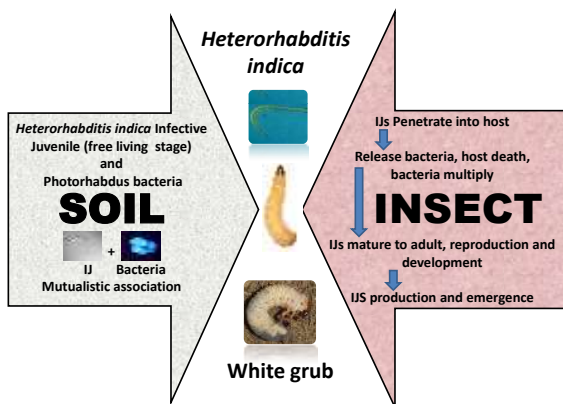 Heterorhabditis
indica
Heterorhabditis indica Infective
Juvenile (free living stage)
and
Photorhabdus bacteria
SOIL
+
IJ Bacteria
Mutualistic association
White grub
IJs Penetrate into host
Release bacteria, host death,
bacteria multiply
INSECT
IJs mature to adult, reproduction and
development
IJS production and emergence